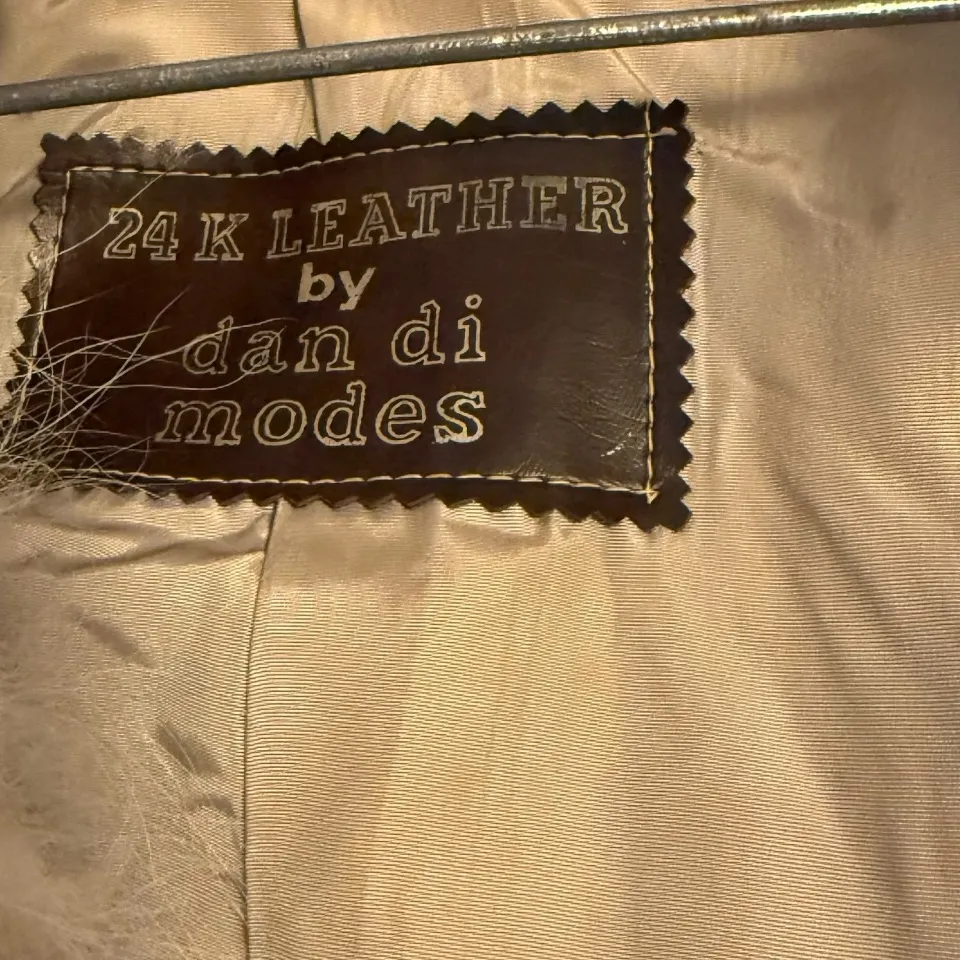 24 K LEATHER
by
dan di
modes